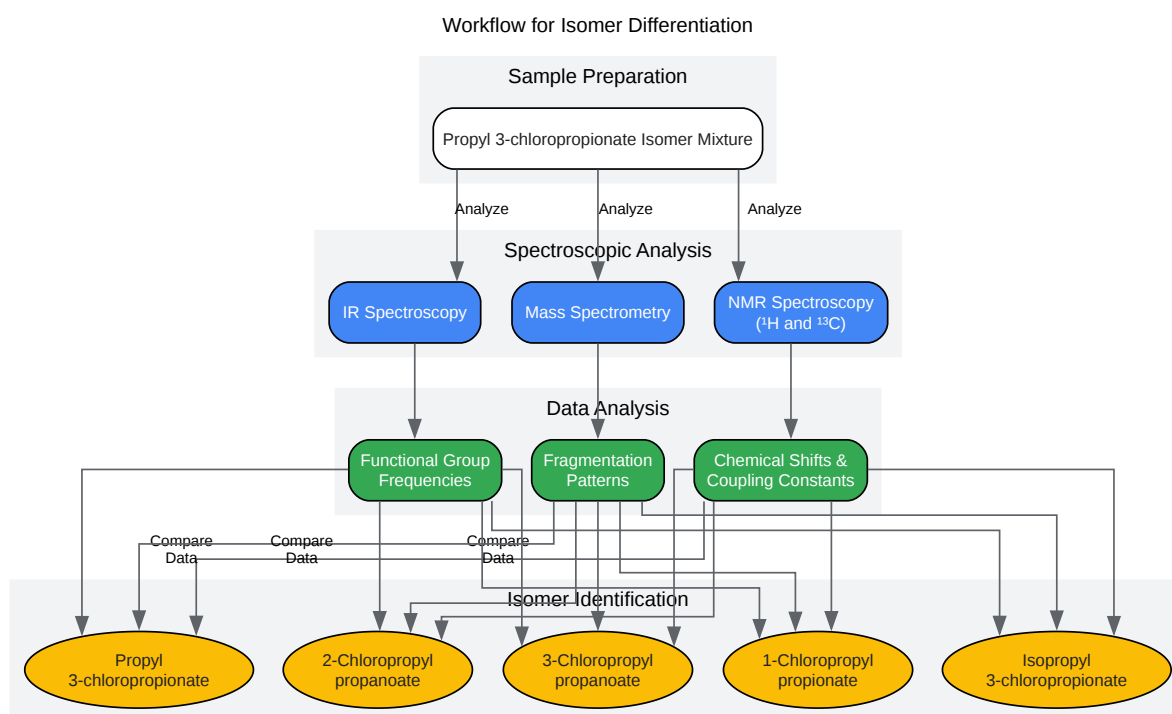 Workflow for Isomer Differentiation
Sample Preparation
Propyl 3-chloropropionate Isomer Mixture
Analyze
Analyze
Analyze
Spectroscopic Analysis
IR Spectroscopy
Mass Spectrometry
NMR Spectroscopy
(¹H and ¹³C)
Data Analysis
Functional Group
Frequencies
Fragmentation
Patterns
Chemical Shifts &
Coupling Constants
Compare
Data
Compare
Data
Compare
Data
Isomer Identification
Propyl
3-chloropropionate
2-Chloropropyl
propanoate
3-Chloropropyl
propanoate
1-Chloropropyl
propionate
Isopropyl
3-chloropropionate